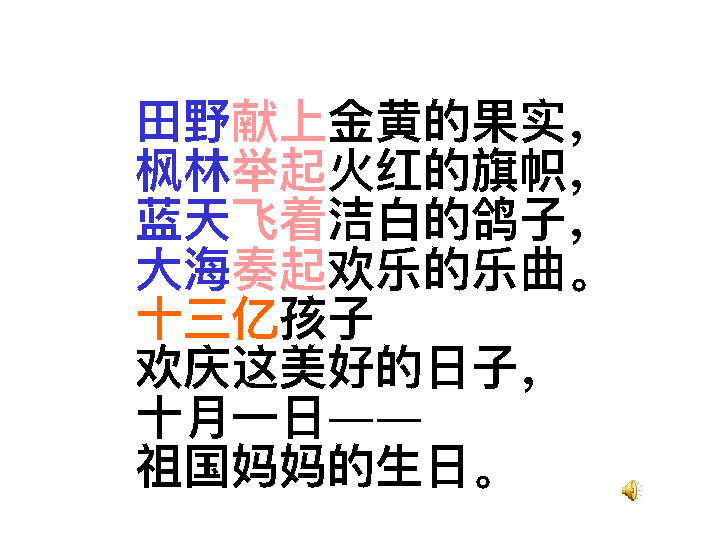 田野献上金黄的果实，
枫林举起火红的旗帜，
蓝天飞着洁白的鸽子，
大海奏起欢乐的乐曲。
十三亿孩子
欢庆这美好的日子，
十月一日——
祖国妈妈的生日。